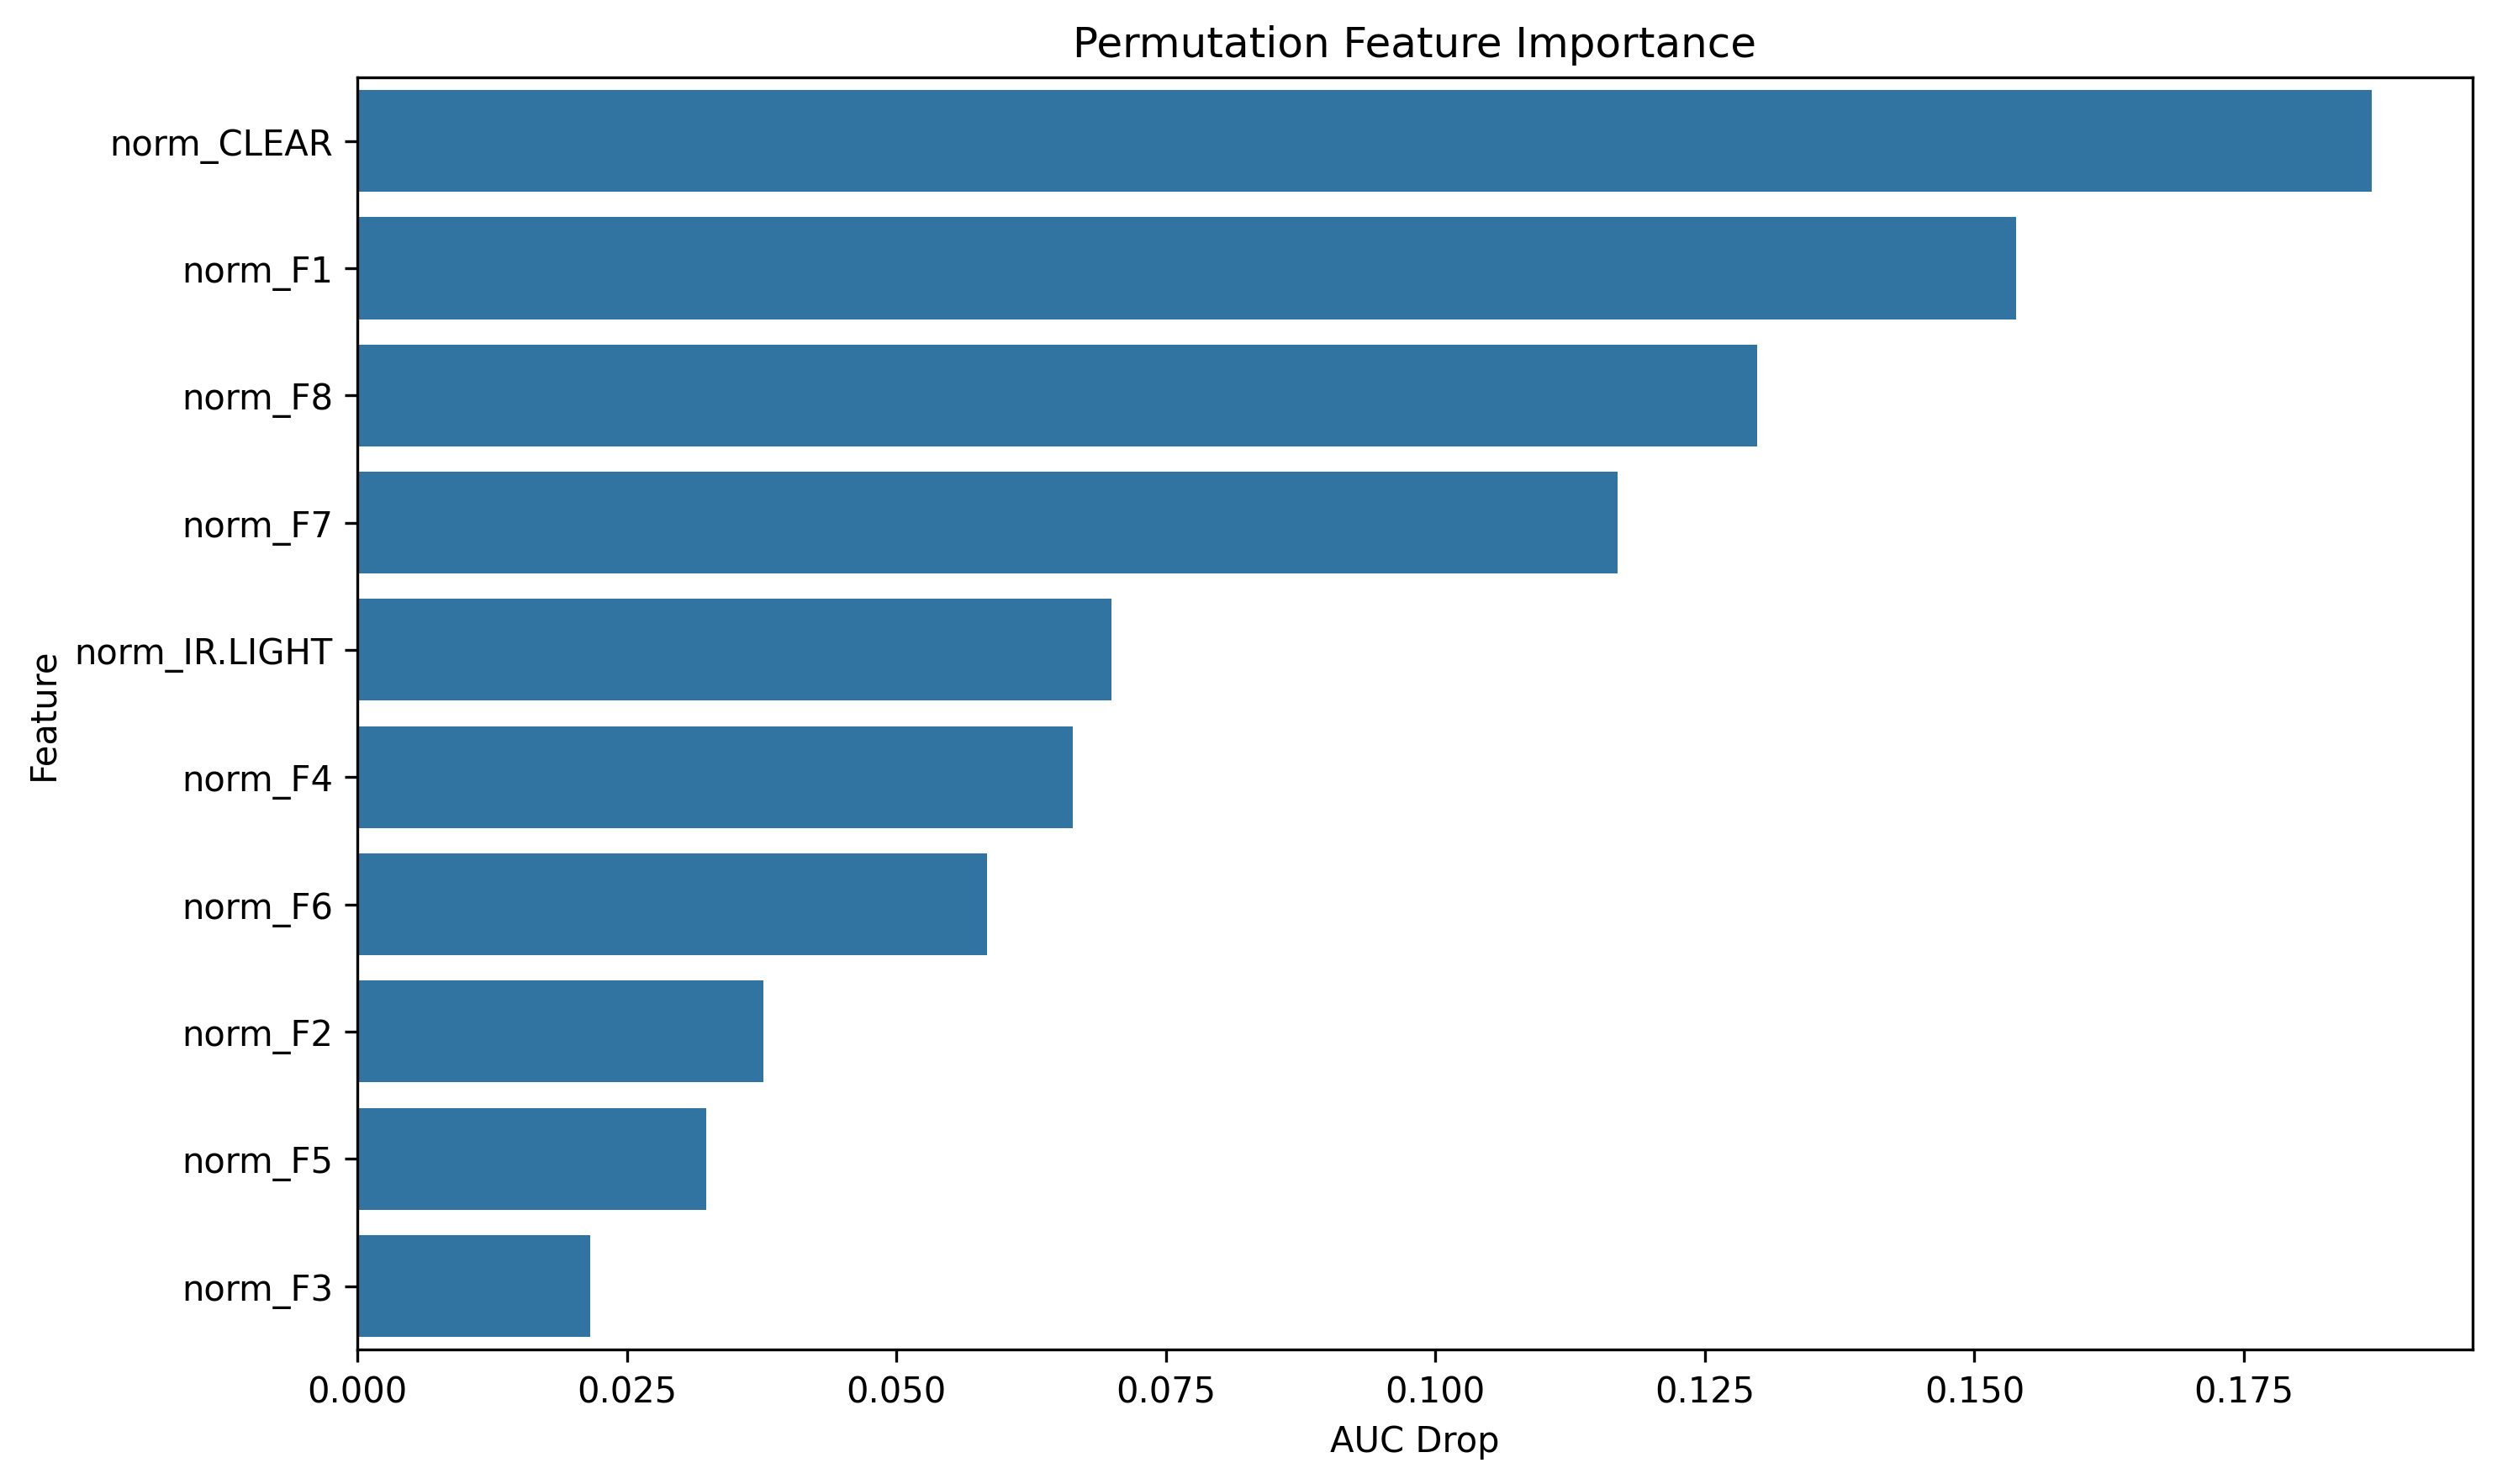 Permutation Feature Importance
norm_CLEAR
norm_F1
norm_F8
norm_F7
norm_IR.LIGHT
norm_F4
norm_F6
norm_F2
norm_F5
norm_F3
Feature
0.000 0.025 0.050 0.075 0.100 0.125 0.150 0.175
AUC Drop